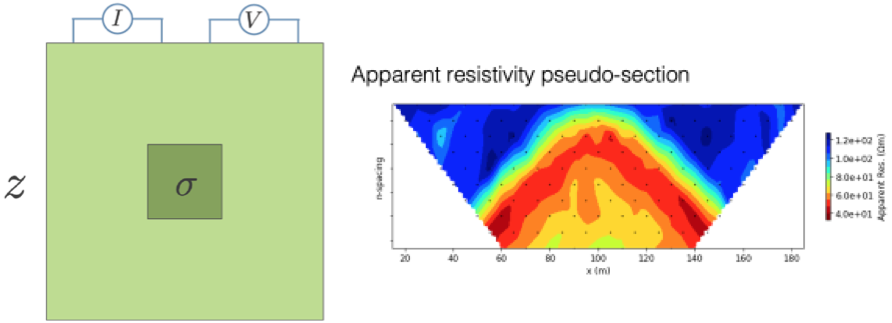 I
V
z
σ
Apparent resistivity pseudo-section
n-spacing
20 40 60 80 100 120 140 160 180
x (m)
1.2e+02
1.0e+02
8.0e+01
6.0e+01
4.0e+01
Apparent Res. (Ωm)